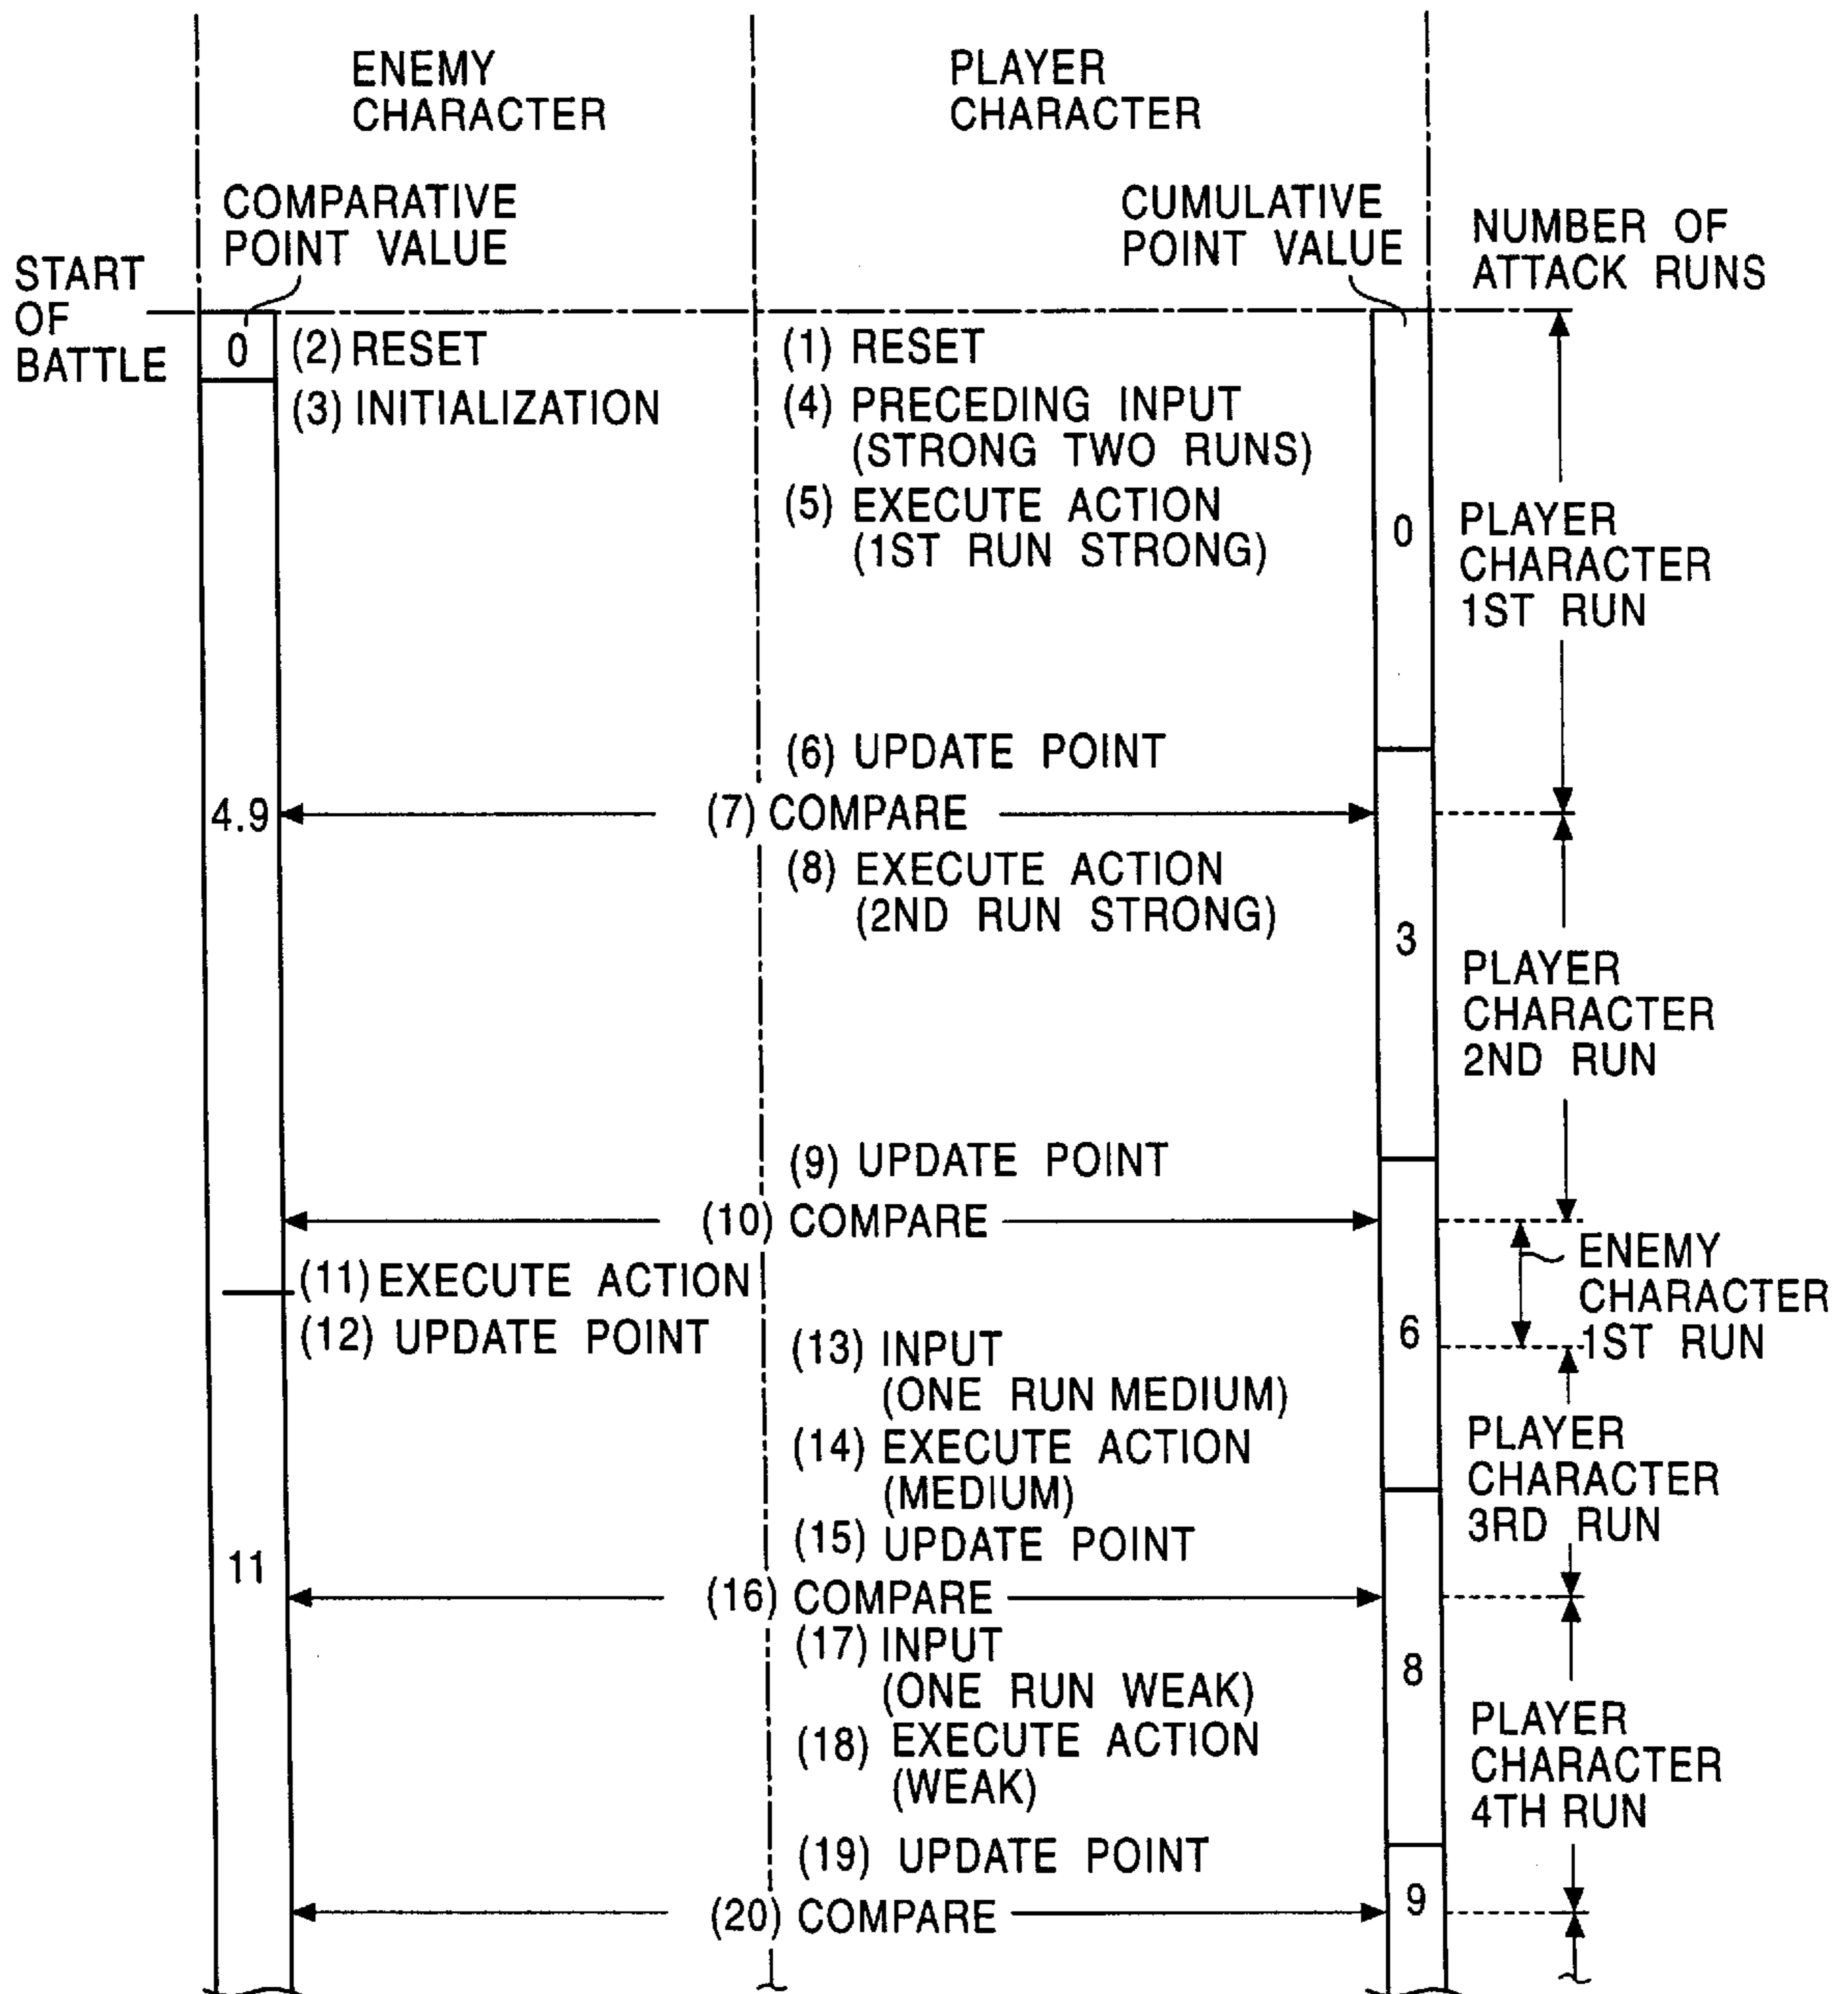 ENEMY
CHARACTER
PLAYER
CHARACTER
COMPARATIVE
POINT VALUE
CUMULATIVE
POINT VALUE
NUMBER OF
ATTACK RUNS
START
OF
BATTLE
0
(2) RESET
(3) INITIALIZATION
(1) RESET
(4) PRECEDING INPUT
(STRONG TWO RUNS)
(5) EXECUTE ACTION
(1ST RUN STRONG)
0
PLAYER
CHARACTER
1ST RUN
(6) UPDATE POINT
4.9
(7) COMPARE
(8) EXECUTE ACTION
(2ND RUN STRONG)
3
PLAYER
CHARACTER
2ND RUN
(9) UPDATE POINT
(10) COMPARE
(11) EXECUTE ACTION
(12) UPDATE POINT
6
ENEMY
CHARACTER
1ST RUN
(13) INPUT
(ONE RUN MEDIUM)
(14) EXECUTE ACTION
(MEDIUM)
(15) UPDATE POINT
PLAYER
CHARACTER
3RD RUN
11
(16) COMPARE
(17) INPUT
(ONE RUN WEAK)
(18) EXECUTE ACTION
(WEAK)
8
PLAYER
CHARACTER
4TH RUN
(19) UPDATE POINT
(20) COMPARE
9